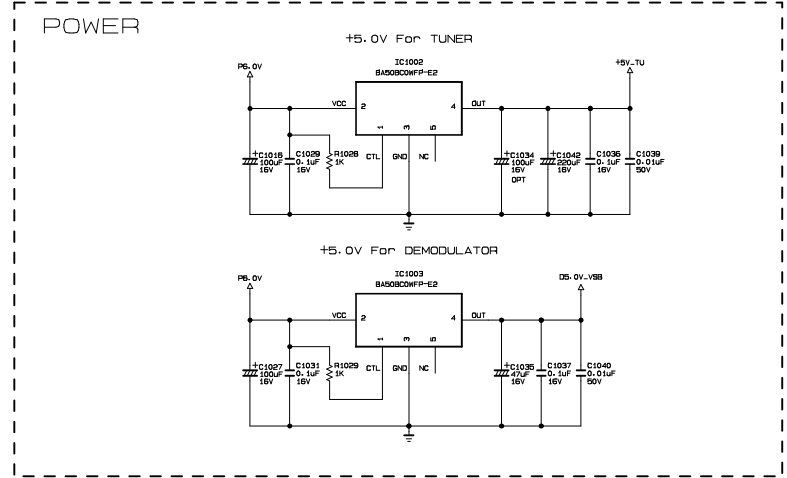 POWER
+5.0V For TUNER
P6.0V
IC1002
BA50BC0WFP-E2
+5V_TU
VCC
2
4
OUT
1
3
5
CTL
GND
NC
+C1018
100uF
16V
C1029
0.1uF
16V
R1028
1K
+C1034
100uF
16V
OPT
+C1042
220uF
16V
C1036
0.1uF
16V
C1039
0.01uF
50V
+5.0V For DEMODULATOR
P6.0V
IC1003
BA50BC0WFP-E2
D5.0V_VSB
VCC
2
4
OUT
1
3
5
CTL
GND
NC
+C1027
100uF
16V
C1031
0.1uF
16V
R1029
1K
+C1035
47uF
16V
C1037
0.1uF
16V
C1040
0.01uF
50V